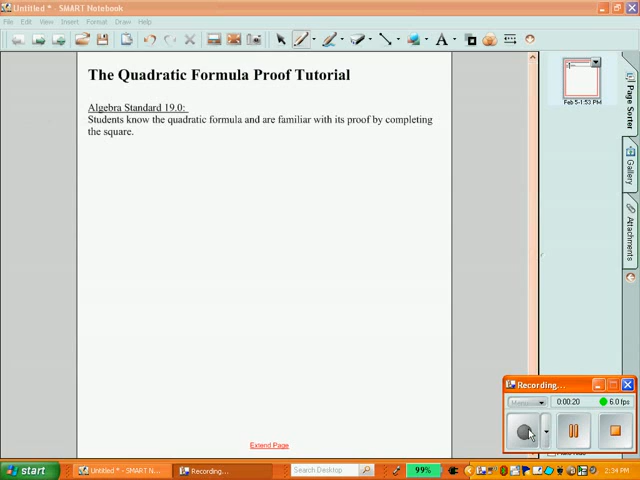 Untitled * - SMART Notebook
File Edit View Insert Format Draw Help
The Quadratic Formula Proof Tutorial
Algebra Standard 19.0:
Students know the quadratic formula and are familiar with its proof by completing
the square.
Extend Page
Feb 5-1:53 PM
Page Sorter
Gallery
Attachments
Recording...
0:00:20
6.0 fps
start
Untitled * - SMART N...
Recording...
Search Desktop
99%
2:34 PM